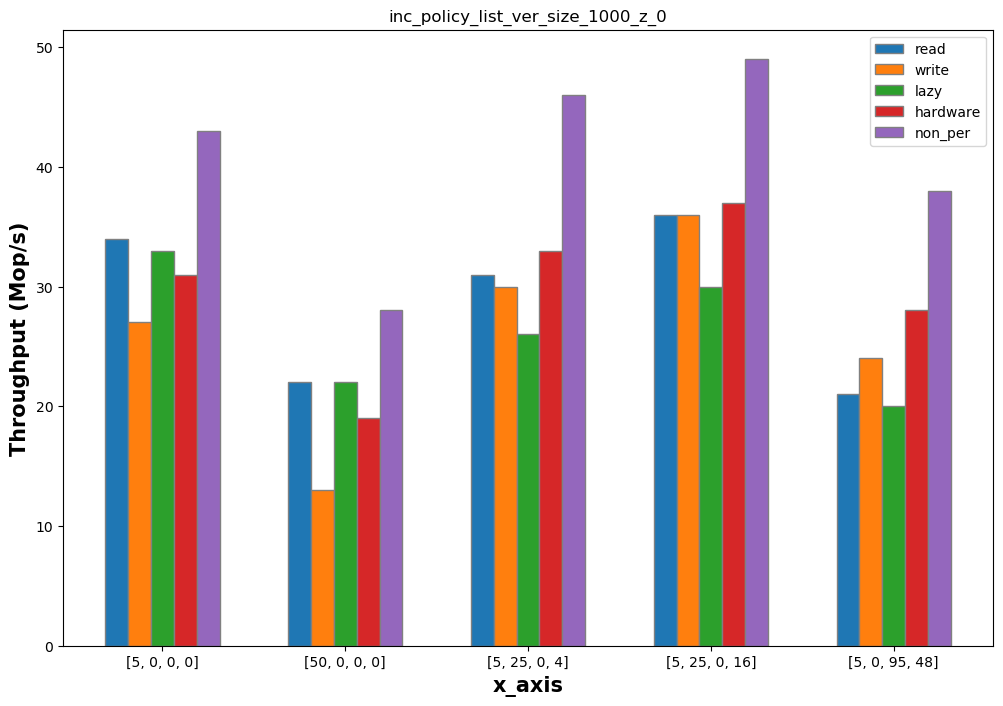 inc_policy_list_ver_size_1000_z_0
read
write
lazy
hardware
non_per
Throughput (Mop/s)
50
40
30
20
10
0
[5, 0, 0, 0]
[50, 0, 0, 0]
[5, 25, 0, 4]
[5, 25, 0, 16]
[5, 0, 95, 48]
x_axis